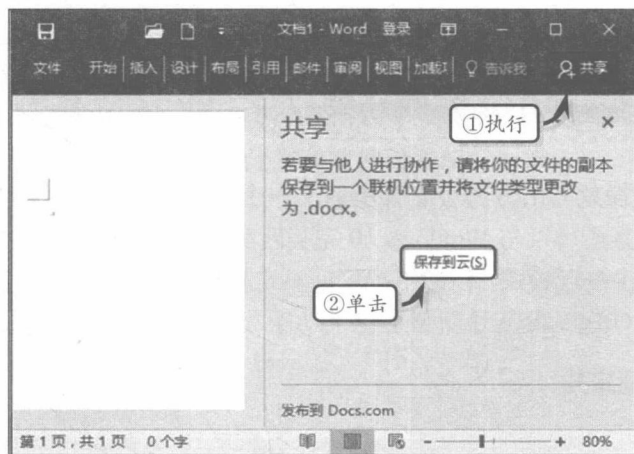 文档1 - Word 登录
文件 开始 插入 设计 布局 引用 邮件 审阅 视图 加载项 告诉我 共享
共享 ①执行
若要与他人进行协作，请将你的文件的副本
保存到一个联机位置并将文件类型更改
为 .docx。
保存到云(S)
②单击
发布到 Docs.com
第1页，共1页 0个字 80%